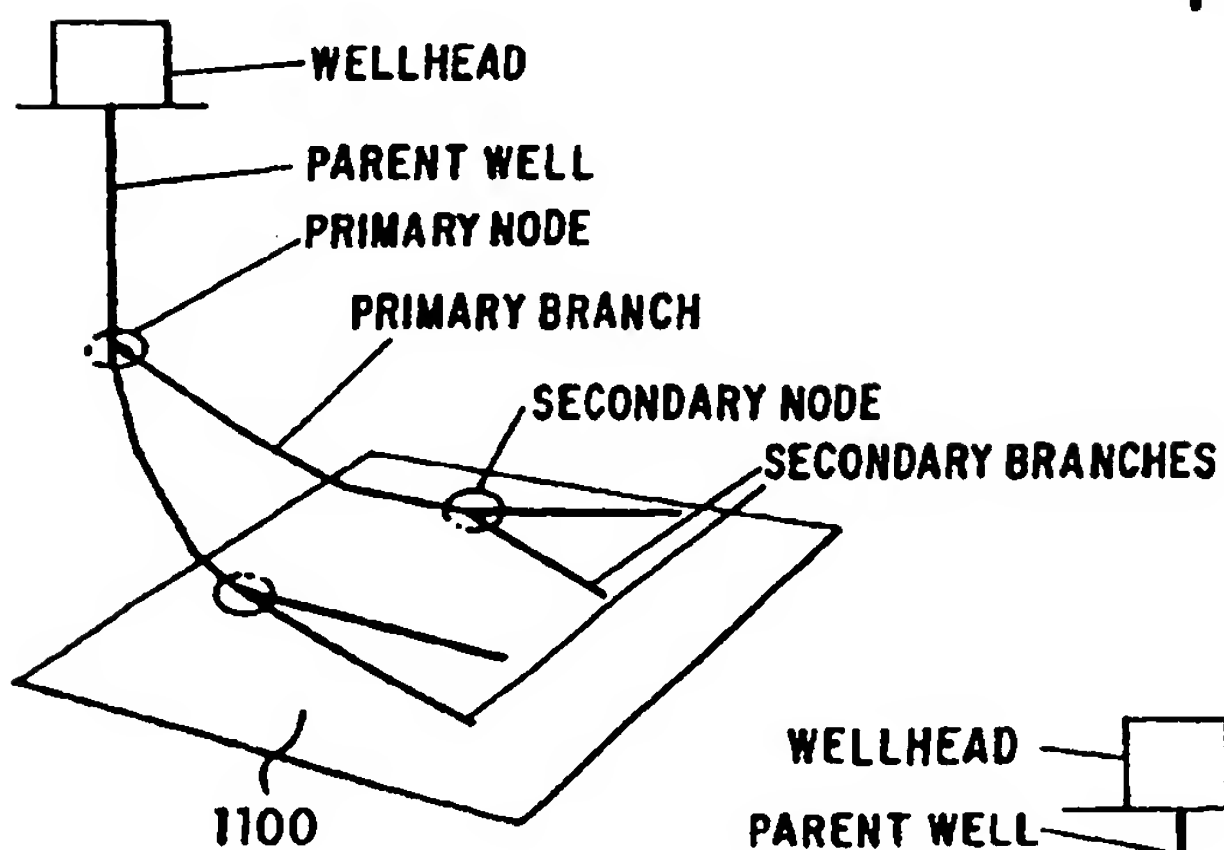 WELLHEAD
PARENT WELL
PRIMARY NODE
PRIMARY BRANCH
SECONDARY NODE
SECONDARY BRANCHES
1100
WELLHEAD
PARENT WELL